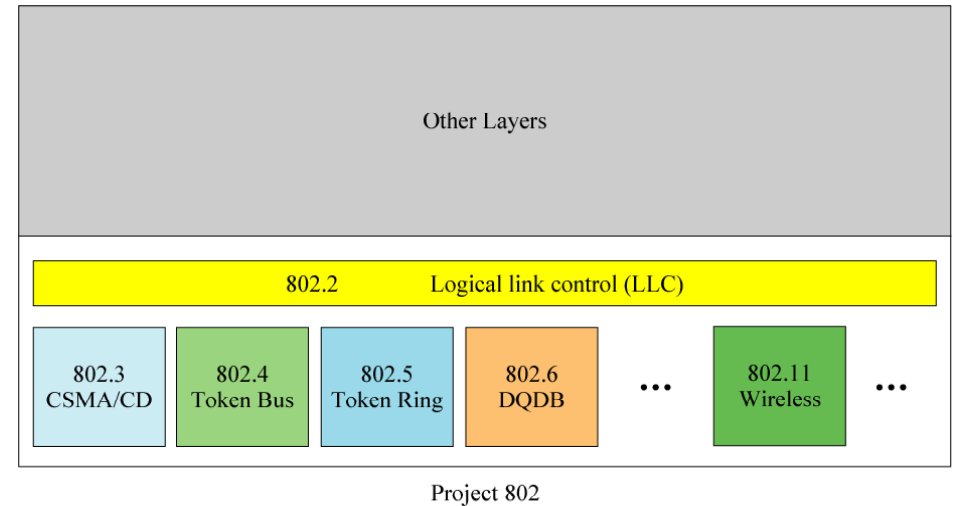 Other Layers
802.2 Logical link control (LLC)
802.3
CSMA/CD
802.4
Token Bus
802.5
Token Ring
802.6
DQDB
...
802.11
Wireless
...
Project 802